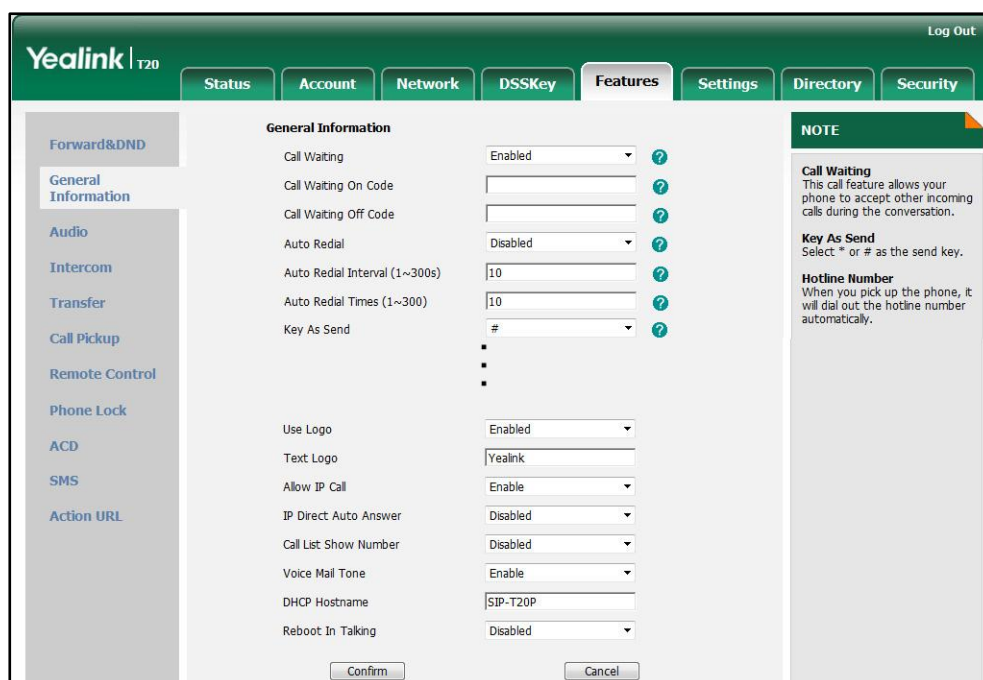 Log Out
Yealink | T20
Status Account Network DSSKey Features Settings Directory Security
Forward&DND
General
Information
Audio
Intercom
Transfer
Call Pickup
Remote Control
Phone Lock
ACD
SMS
Action URL
General Information
Call Waiting Enabled ?
Call Waiting On Code ?
Call Waiting Off Code ?
Auto Redial Disabled ?
Auto Redial Interval (1~300s) 10 ?
Auto Redial Times (1~300) 10 ?
Key As Send # ?
Use Logo Enabled
Text Logo Yealink
Allow IP Call Enable
IP Direct Auto Answer Disabled
Call List Show Number Disabled
Voice Mail Tone Enable
DHCP Hostname SIP-T20P
Reboot In Talking Disabled
Confirm Cancel
NOTE
Call Waiting
This call feature allows your
phone to accept other incoming
calls during the conversation.
Key As Send
Select * or # as the send key.
Hotline Number
When you pick up the phone, it
will dial out the hotline number
automatically.